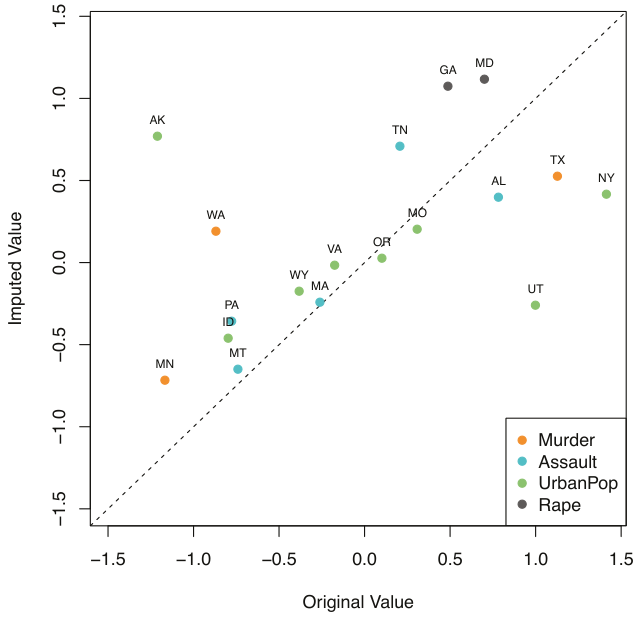 GA
MD
AK
TN
TX
AL
NY
WA
MO
OR
VA
WY
MA
UT
PA
ID
MT
MN
1.5
1.0
0.5
0.0
−0.5
−1.0
−1.5
Imputed Value
Murder
Assault
UrbanPop
Rape
−1.5 −1.0 −0.5 0.0 0.5 1.0 1.5
Original Value